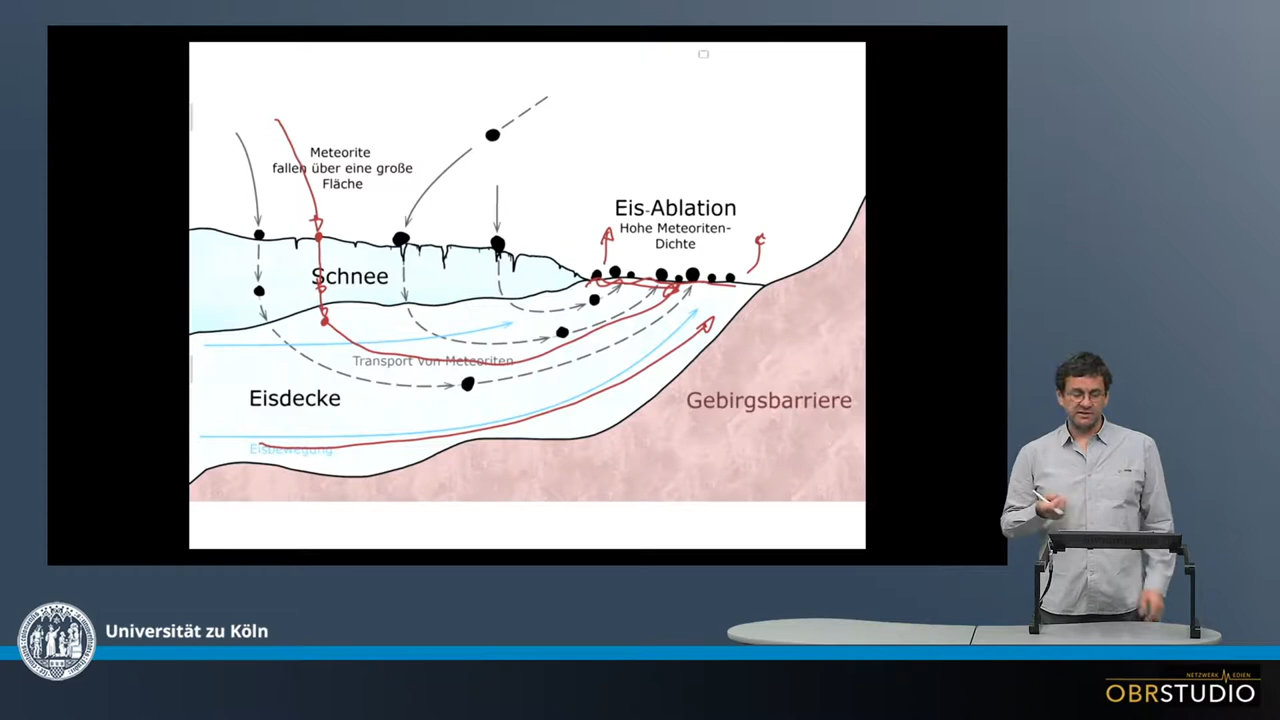 Meteorite
fallen über eine große
Fläche
Eis-Ablation
Hohe Meteoriten-
Dichte
Schnee
Transport von Meteoriten
Eisdecke
Gebirgsbarriere
Eisbewegung
Universität zu Köln
NETZWERK MEDIEN
OBRSTUDIO